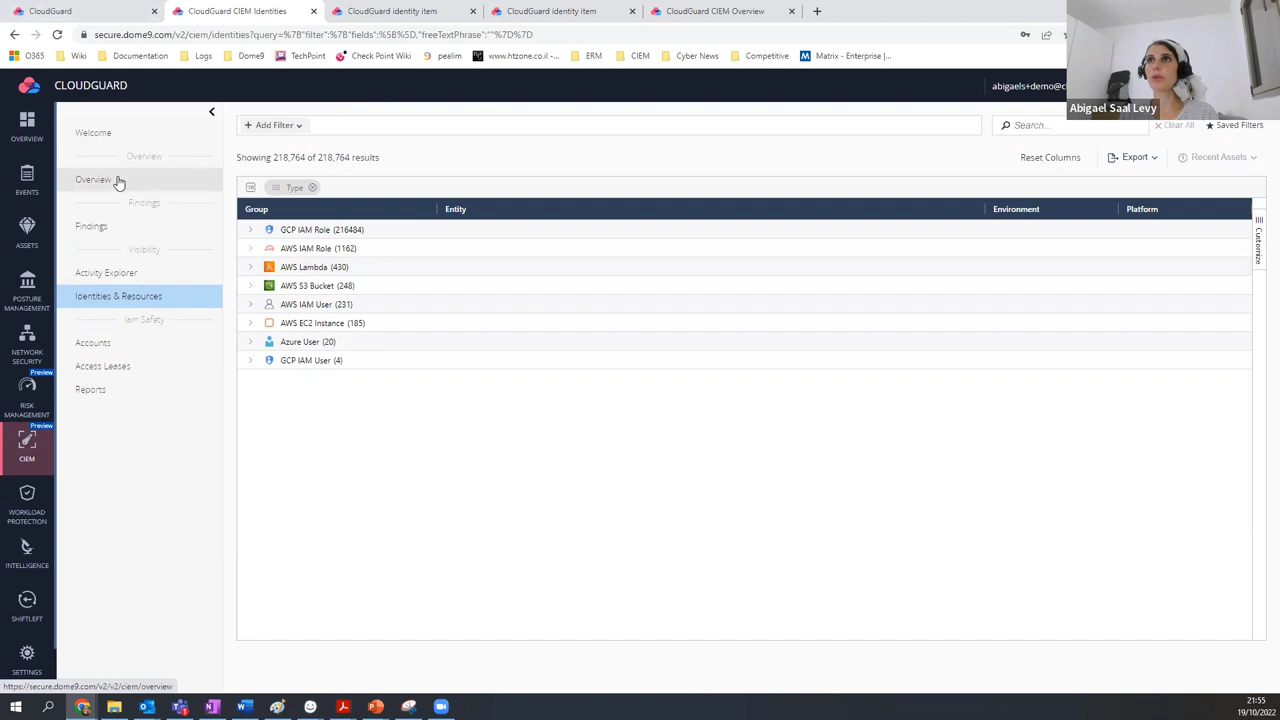 CloudGuard
CloudGuard CIEM Identities
CloudGuard identity item
CloudGuard identity item
CloudGuard CIEM Overview
secure.dome9.com/v2/ciem/identities?query=%7B"filter%7B"fields":%5B%5D,"freeTextPhrase":""%7D%7D
O365
Wiki
Documentation
Logs
Dome9
TechPoint
Check Point Wiki
pealim
www.htzone.co.il -...
ERM
CIEM
Cyber News
Competitive
Matrix - Enterprise |...
CLOUDGUARD
abigaels+demo@c
Abigael Saal Levy
OVERVIEW
EVENTS
ASSETS
POSTURE MANAGEMENT
NETWORK SECURITY
Preview
RISK MANAGEMENT
Preview
CIEM
WORKLOAD PROTECTION
INTELLIGENCE
SHIFTLEFT
SETTINGS
Welcome
Overview
Overview
Findings
Findings
Visibility
Activity Explorer
Identities & Resources
Iam Safety
Accounts
Access Leases
Reports
+ Add Filter
Search...
Clear All
Saved Filters
Showing 218,764 of 218,764 results
Reset Columns
Export
Recent Assets
Type
Group Entity Environment Platform
GCP IAM Role (216484)
AWS IAM Role (1162)
AWS Lambda (430)
AWS S3 Bucket (248)
AWS IAM User (231)
AWS EC2 Instance (185)
Azure User (20)
GCP IAM User (4)
Customize
https://secure.dome9.com/v2/v2/ciem/overview
21:55
19/10/2022